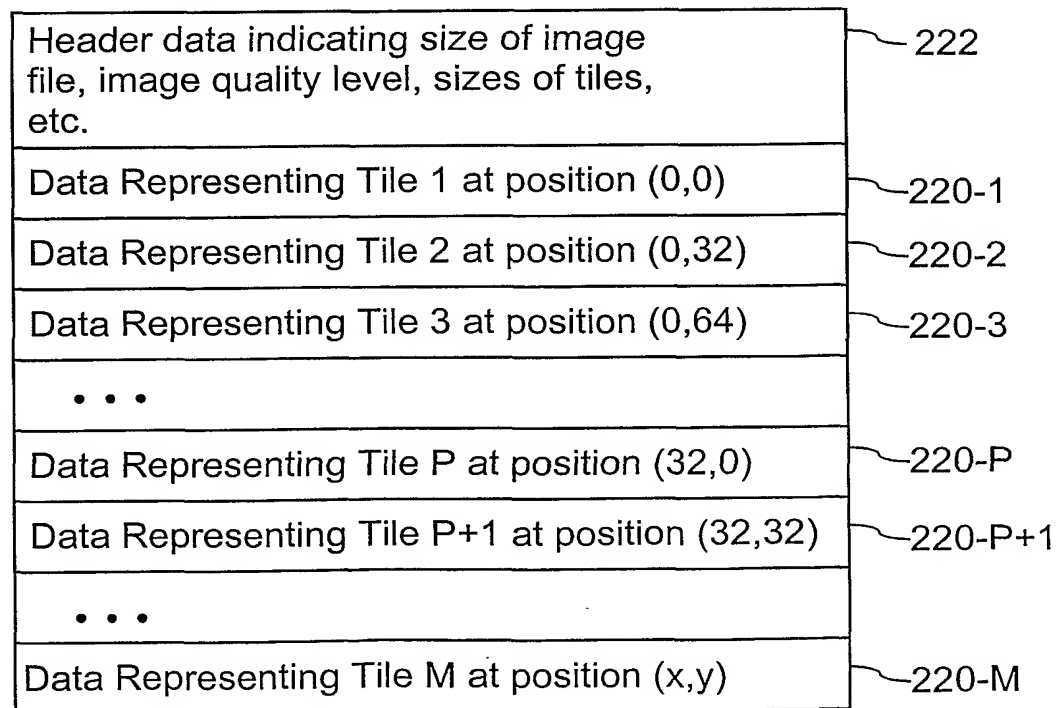 Header data indicating size of image
file, image quality level, sizes of tiles,
etc.
222
Data Representing Tile 1 at position (0,0)
220-1
Data Representing Tile 2 at position (0,32)
220-2
Data Representing Tile 3 at position (0,64)
220-3
• • •
Data Representing Tile P at position (32,0)
220-P
Data Representing Tile P+1 at position (32,32)
220-P+1
• • •
Data Representing Tile M at position (x,y)
220-M